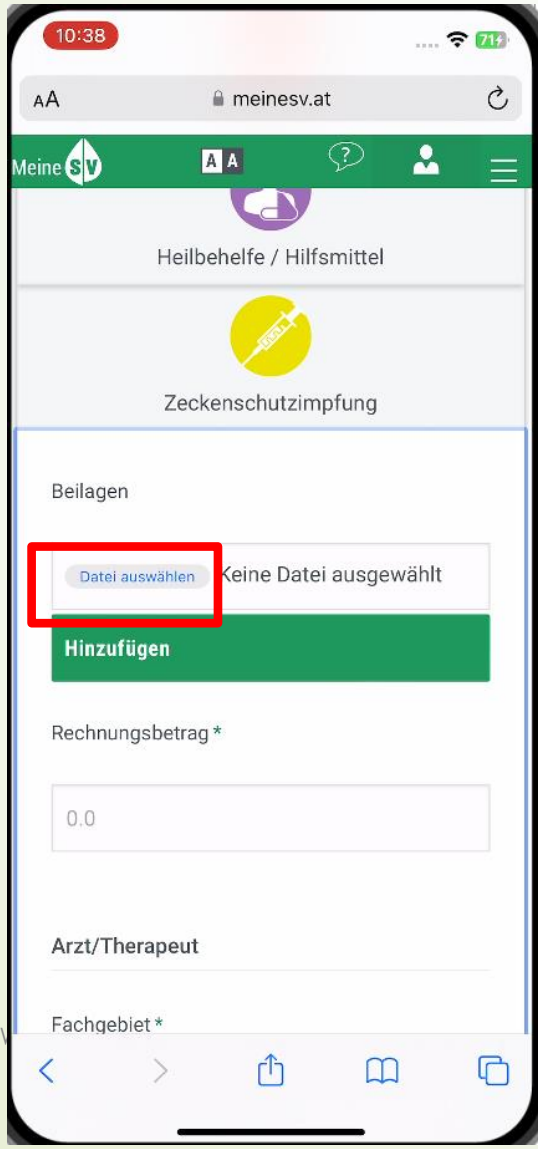 10:38
71
AA meinesv.at
Meine SV A A ?
Heilbehelfe / Hilfsmittel
Zeckenschutzimpfung
Beilagen
Datei auswählen Keine Datei ausgewählt
Hinzufügen
Rechnungsbetrag *
0.0
Arzt/Therapeut
Fachgebiet *